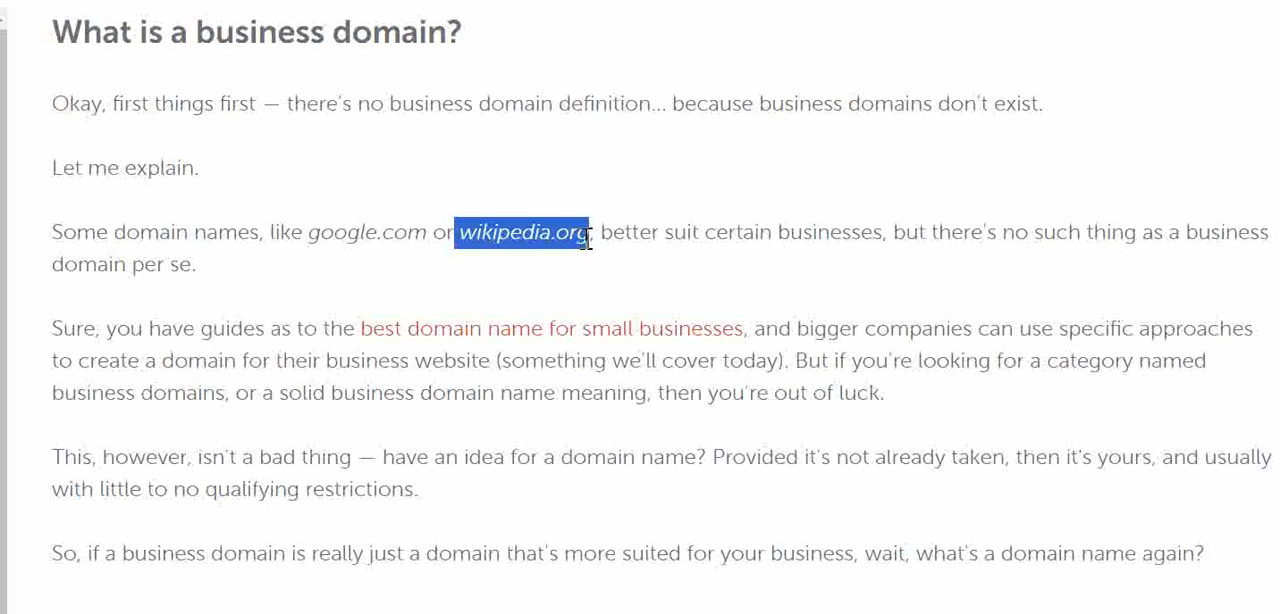 What is a business domain?
Okay, first things first — there's no business domain definition... because business domains don't exist.
Let me explain.
Some domain names, like google.com or wikipedia.org, better suit certain businesses, but there's no such thing as a business
domain per se.
Sure, you have guides as to the best domain name for small businesses, and bigger companies can use specific approaches
to create a domain for their business website (something we'll cover today). But if you're looking for a category named
business domains, or a solid business domain name meaning, then you're out of luck.
This, however, isn't a bad thing — have an idea for a domain name? Provided it's not already taken, then it's yours, and usually
with little to no qualifying restrictions.
So, if a business domain is really just a domain that's more suited for your business, wait, what's a domain name again?